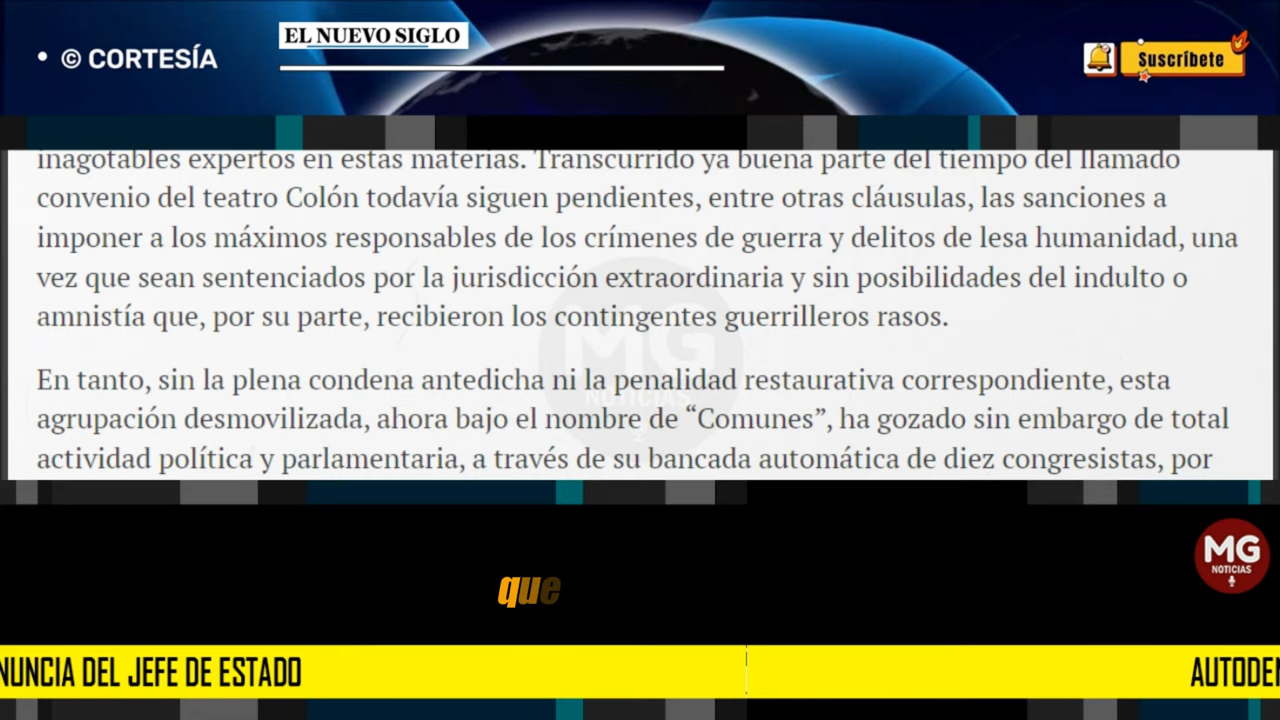 • © CORTESÍA
EL NUEVO SIGLO
Suscríbete
inagotables expertos en estas materias. Transcurrido ya buena parte del tiempo del llamado
convenio del teatro Colón todavía siguen pendientes, entre otras cláusulas, las sanciones a
imponer a los máximos responsables de los crímenes de guerra y delitos de lesa humanidad, una
vez que sean sentenciados por la jurisdicción extraordinaria y sin posibilidades del indulto o
amnistía que, por su parte, recibieron los contingentes guerrilleros rasos.
En tanto, sin la plena condena antedicha ni la penalidad restaurativa correspondiente, esta
agrupación desmovilizada, ahora bajo el nombre de “Comunes”, ha gozado sin embargo de total
actividad política y parlamentaria, a través de su bancada automática de diez congresistas, por
MG
NOTICIAS
MG
NOTICIAS
que
NUNCIA DEL JEFE DE ESTADO
AUTODEN